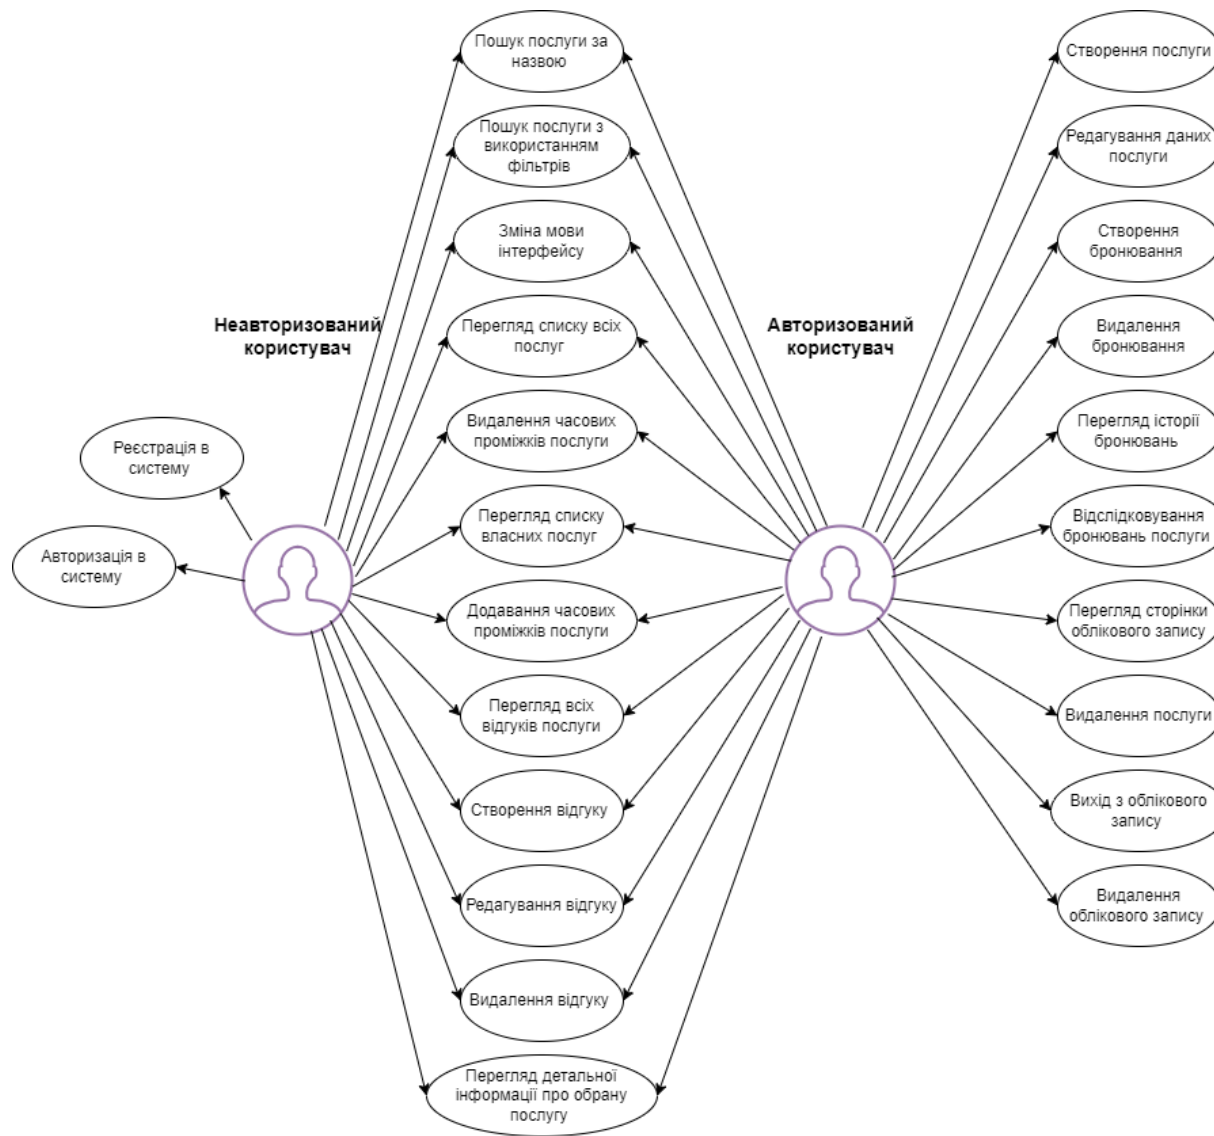 Пошук послуги за
назвою
Пошук послуги з
використанням
фільтрів
Зміна мови
інтерфейсу
Неавторизований
користувач
Перегляд списку всіх
послуг
Видалення часових
проміжків послуги
Реєстрація в
систему
Авторизація в
систему
Перегляд списку
власних послуг
Додавання часових
проміжків послуги
Перегляд всіх
відгуків послуги
Створення відгуку
Редагування відгуку
Видалення відгуку
Перегляд детальної
інформації про обрану
послугу
Авторизований
користувач
Створення послуги
Редагування даних
послуги
Створення
бронювання
Видалення
бронювання
Перегляд історії
бронювань
Відслідковування
бронювань послуги
Перегляд сторінки
облікового запису
Видалення послуги
Вихід з облікового
запису
Видалення
облікового запису